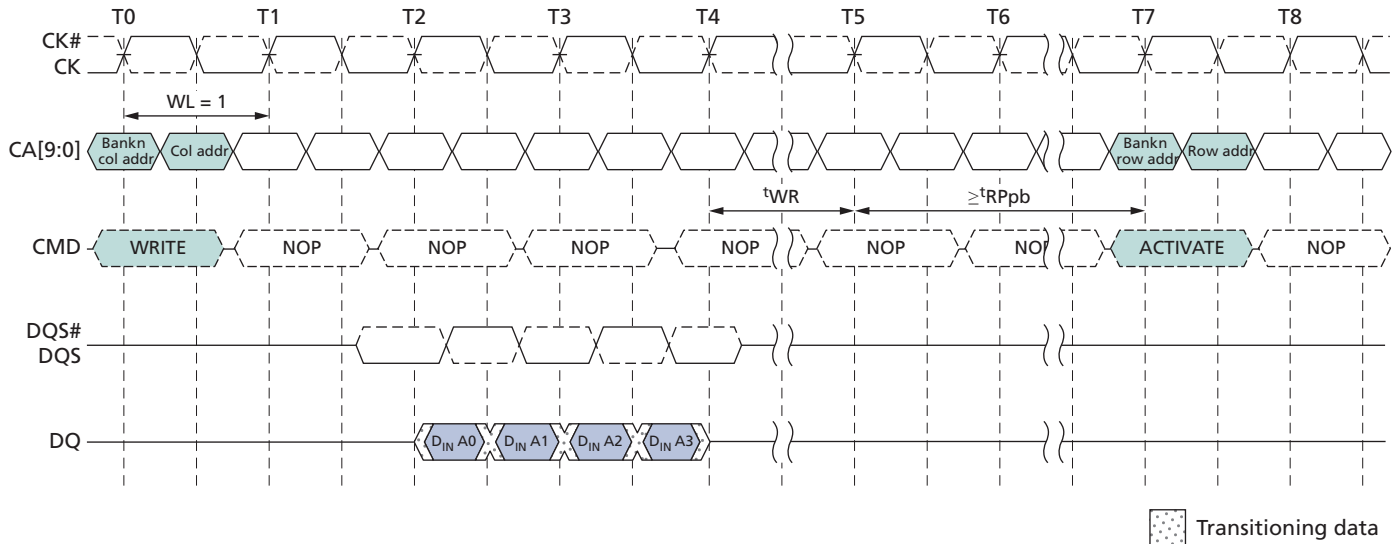 T0 T1 T2 T3 T4 T5 T6 T7 T8
CK#
CK
WL = 1
CA[9:0]
Bankn
col addr
Col addr
Bankn
row addr
Row addr
tWR
≥tRPpb
CMD
WRITE NOP NOP NOP NOP NOP NOP ACTIVATE NOP
DQS#
DQS
DQ
DIN A0 DIN A1 DIN A2 DIN A3
Transitioning data